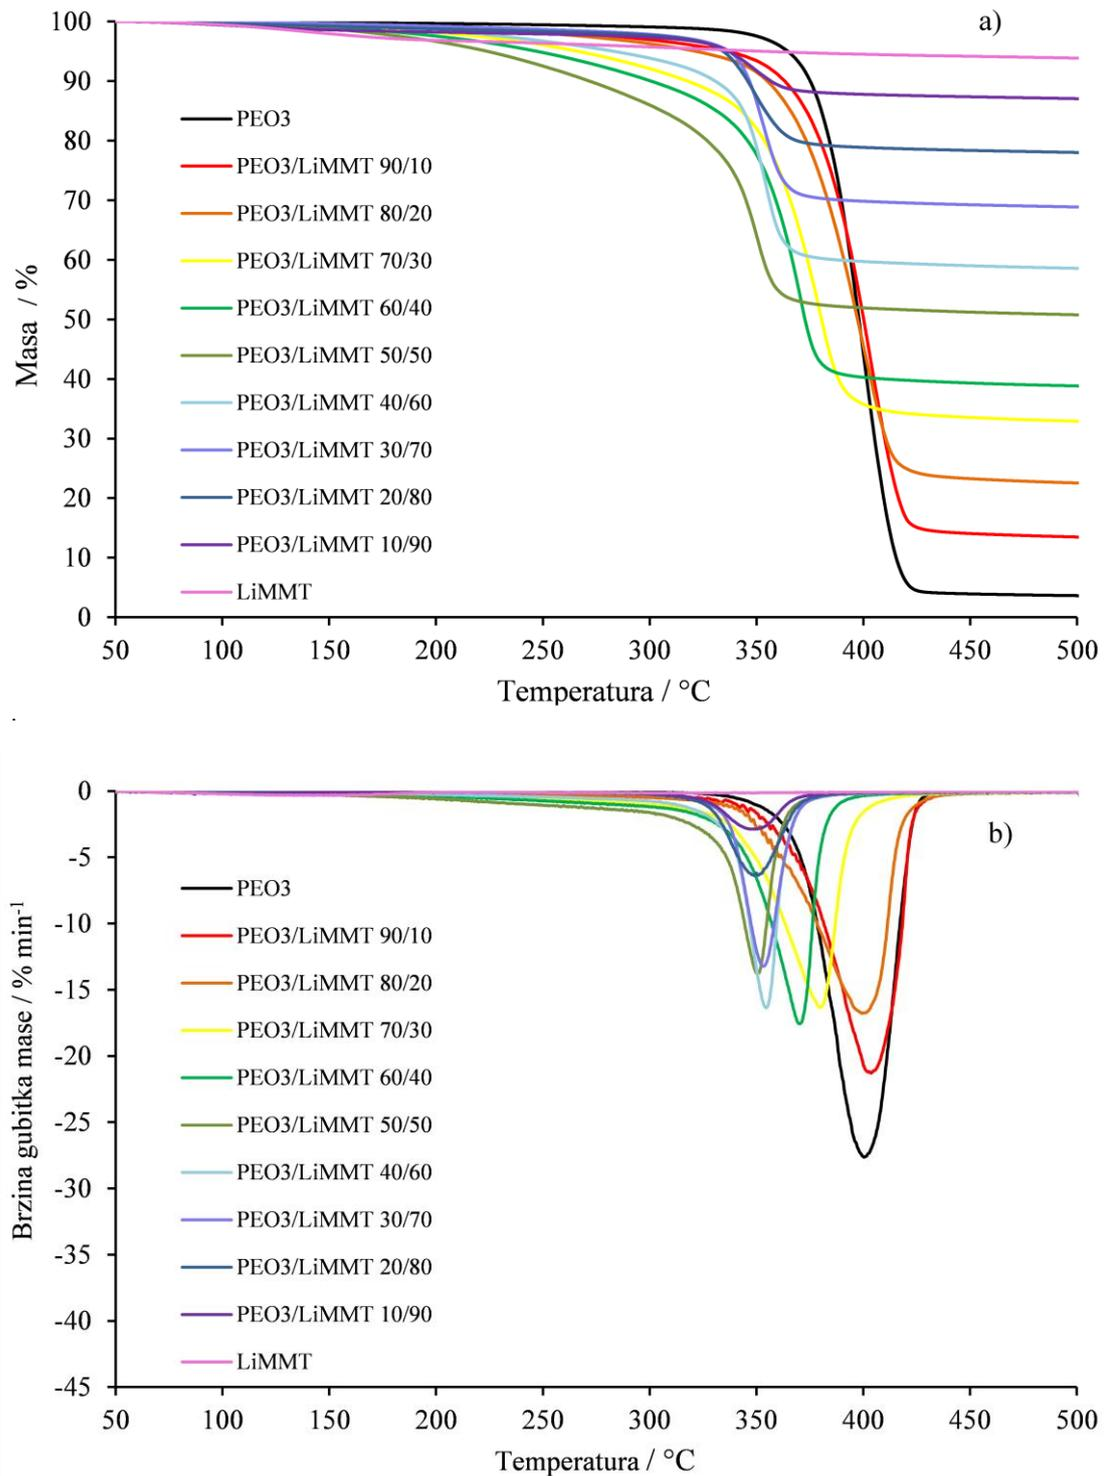 a)
100
90
80
70
60
50
40
30
20
10
0
Masa / %
PEO3
PEO3/LiMMT 90/10
PEO3/LiMMT 80/20
PEO3/LiMMT 70/30
PEO3/LiMMT 60/40
PEO3/LiMMT 50/50
PEO3/LiMMT 40/60
PEO3/LiMMT 30/70
PEO3/LiMMT 20/80
PEO3/LiMMT 10/90
LiMMT
50 100 150 200 250 300 350 400 450 500
Temperatura / °C
b)
0
-5
-10
-15
-20
-25
-30
-35
-40
-45
Brzina gubitka mase / % min⁻¹
PEO3
PEO3/LiMMT 90/10
PEO3/LiMMT 80/20
PEO3/LiMMT 70/30
PEO3/LiMMT 60/40
PEO3/LiMMT 50/50
PEO3/LiMMT 40/60
PEO3/LiMMT 30/70
PEO3/LiMMT 20/80
PEO3/LiMMT 10/90
LiMMT
50 100 150 200 250 300 350 400 450 500
Temperatura / °C